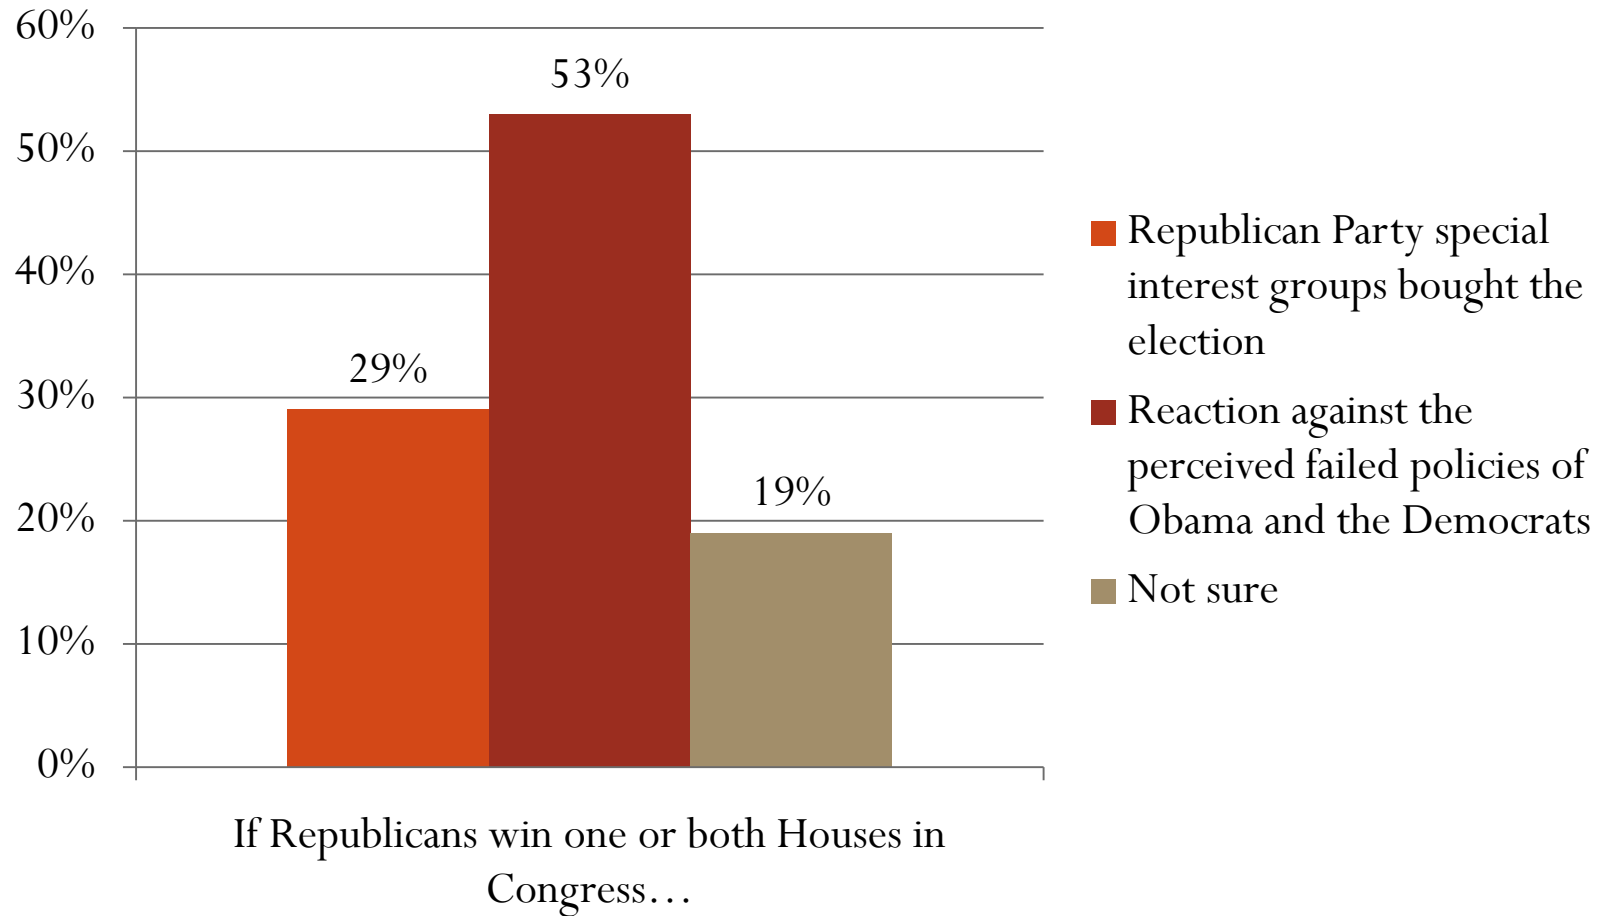 60%
50%
40%
30%
20%
10%
0%
29%
53%
19%
If Republicans win one or both Houses in
Congress…
Republican Party special
interest groups bought the
election
Reaction against the
perceived failed policies of
Obama and the Democrats
Not sure